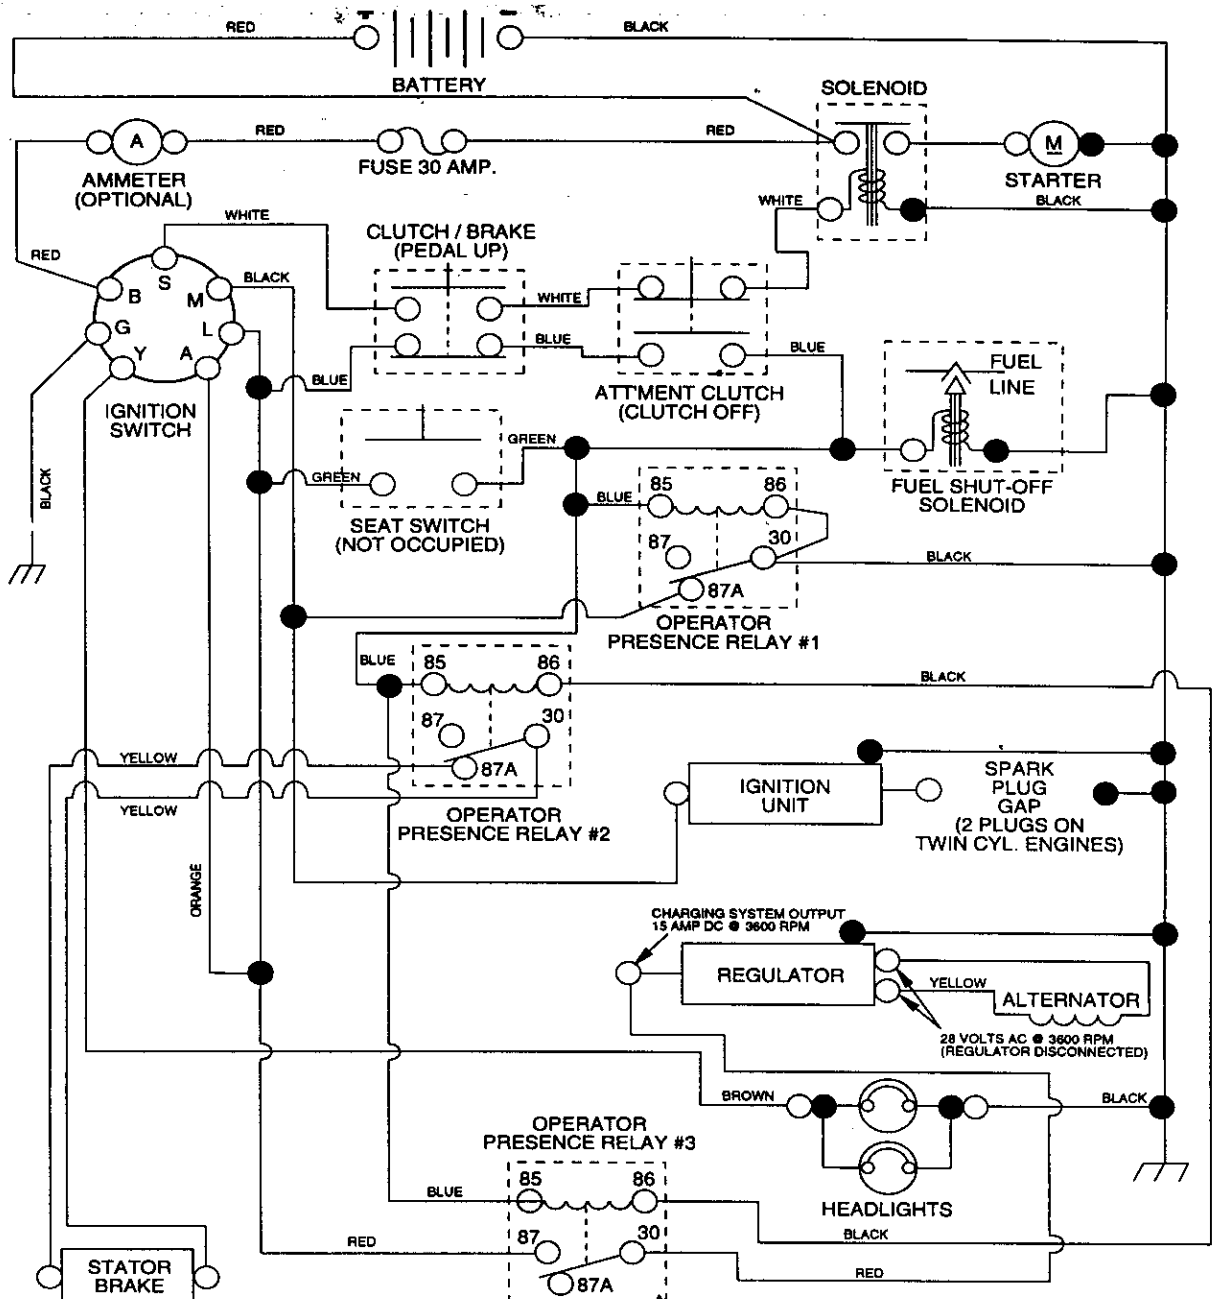 RED
BLACK
BATTERY
SOLENOID
A
RED
RED
M
AMMETER
(OPTIONAL)
FUSE 30 AMP.
STARTER
WHITE
WHITE
BLACK
CLUTCH / BRAKE
(PEDAL UP)
RED
S
B
M
BLACK
G
L
Y
A
WHITE
BLUE
BLUE
BLUE
IGNITION
SWITCH
ATT'MENT CLUTCH
(CLUTCH OFF)
FUEL
LINE
FUEL SHUT-OFF
SOLENOID
BLACK
GREEN
GREEN
SEAT SWITCH
(NOT OCCUPIED)
BLUE
85
86
87
30
87A
BLACK
OPERATOR
PRESENCE RELAY #1
BLUE
85
86
BLACK
87
30
87A
YELLOW
YELLOW
OPERATOR
PRESENCE RELAY #2
IGNITION
UNIT
SPARK
PLUG
GAP
(2 PLUGS ON
TWIN CYL. ENGINES)
ORANGE
CHARGING SYSTEM OUTPUT
15 AMP DC @ 3600 RPM
REGULATOR
YELLOW
ALTERNATOR
28 VOLTS AC @ 3600 RPM
(REGULATOR DISCONNECTED)
BROWN
BLACK
HEADLIGHTS
OPERATOR
PRESENCE RELAY #3
BLUE
85
86
BLACK
RED
87
30
87A
RED
STATOR
BRAKE